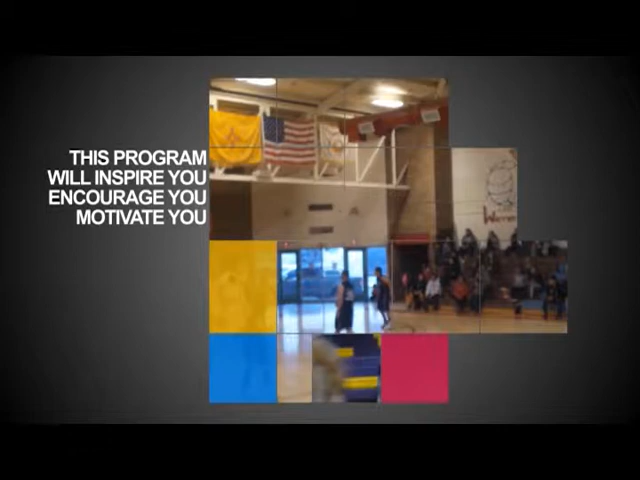 THIS PROGRAM
WILL INSPIRE YOU
ENCOURAGE YOU
MOTIVATE YOU